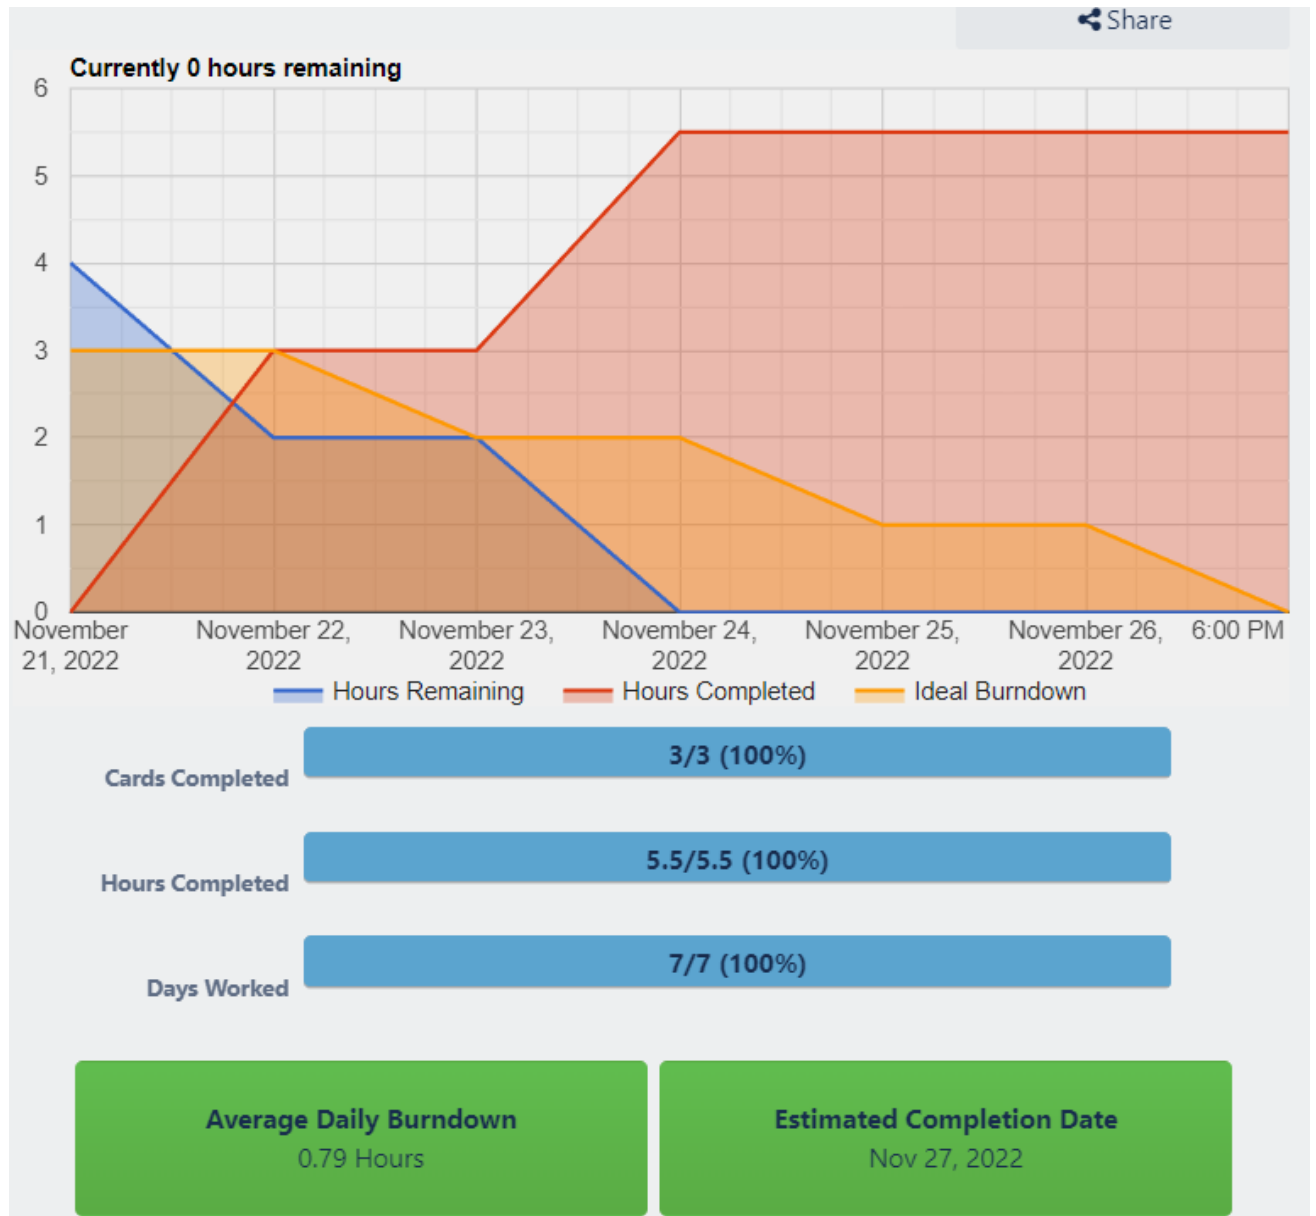 Share
Currently 0 hours remaining
6
5
4
3
2
1
0
November 21, 2022
November 22, 2022
November 23, 2022
November 24, 2022
November 25, 2022
November 26, 2022
6:00 PM
Hours Remaining
Hours Completed
Ideal Burndown
Cards Completed
3/3 (100%)
Hours Completed
5.5/5.5 (100%)
Days Worked
7/7 (100%)
Average Daily Burndown
0.79 Hours
Estimated Completion Date
Nov 27, 2022